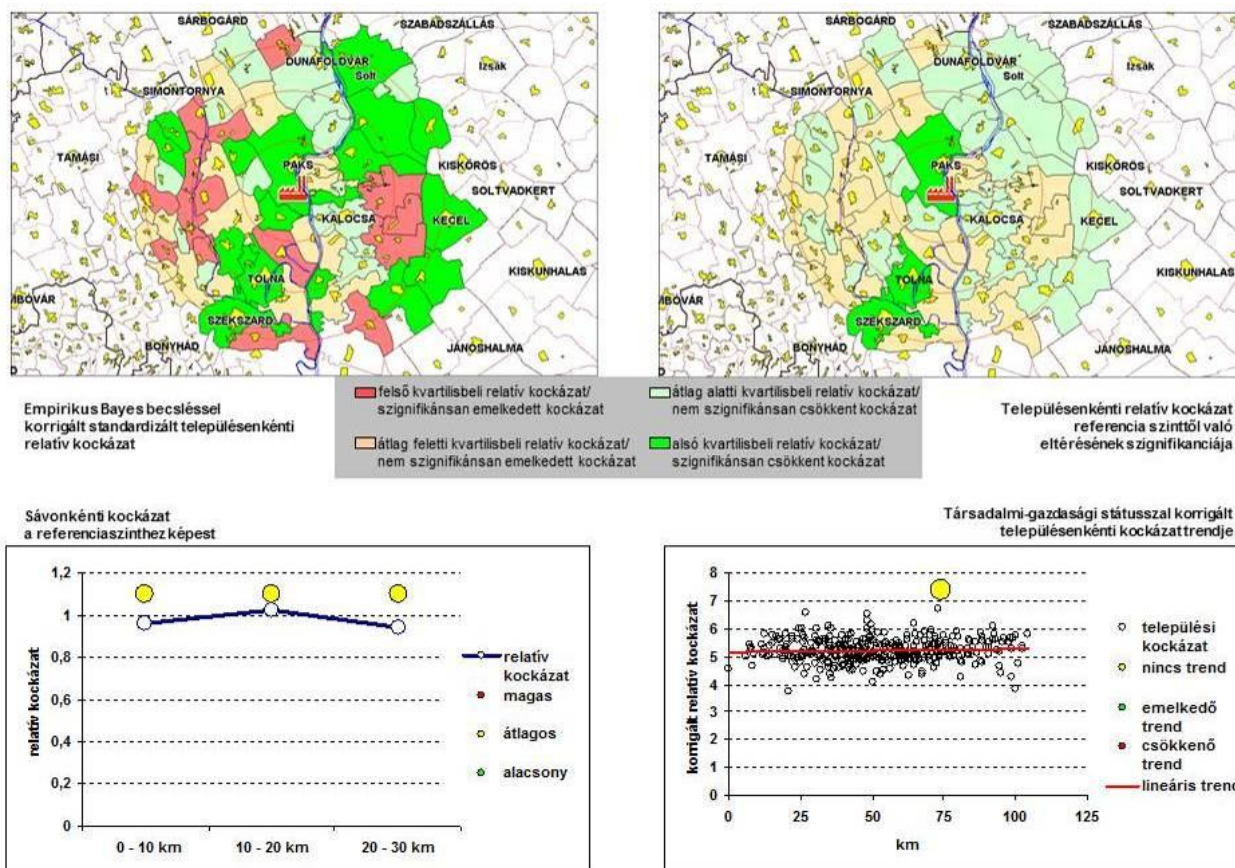 SÁRBOGÁRD
SZABADSZÁLLÁS
DUNAFÖLDVÁR
Izsák
Solt
SIMONTORNYA
TAMÁSI
PAKS
KISKŐRÖS
SOLTVADKERT
KALOCSA
KECEL
KISKUNHALAS
TOLNA
MBOVÁR
SZEKSZÁRD
BONYHÁD
JÁNOSHALMA
SÁRBOGÁRD
SZABADSZÁLLÁS
DUNAFÖLDVÁR
Izsák
Solt
SIMONTORNYA
TAMÁSI
PAKS
KISKŐRÖS
SOLTVADKERT
KALOCSA
KECEL
KISKUNHALAS
TOLNA
MBOVÁR
SZEKSZÁRD
BONYHÁD
JÁNOSHALMA
Empirikus Bayes becsléssel
korrigált standardizált településenkénti
relatív kockázat
felső kvartilisbeli relatív kockázat/
szignifikánsan emelkedett kockázat
átlag feletti kvartilisbeli relatív kockázat/
nem szignifikánsan emelkedett kockázat
átlag alatti kvartilisbeli relatív kockázat/
nem szignifikánsan csökkent kockázat
alsó kvartilisbeli relatív kockázat/
szignifikánsan csökkent kockázat
Településenkénti relatív kockázat
referencia szinttől való
eltérésének szignifikanciája
Sávonkénti kockázat
a referenciaszinthez képest
relatív kockázat
1,2
1
0,8
0,6
0,4
0,2
0
0 - 10 km
10 - 20 km
20 - 30 km
relatív
kockázat
magas
átlagos
alacsony
Társadalmi-gazdasági státusszal korrigált
településenkénti kockázat trendje
korrigált relatív kockázat
8
7
6
5
4
3
2
1
0
0
25
50
75
100
125
km
települési
kockázat
nincs trend
emelkedő
trend
csökkenő
trend
lineáris trend